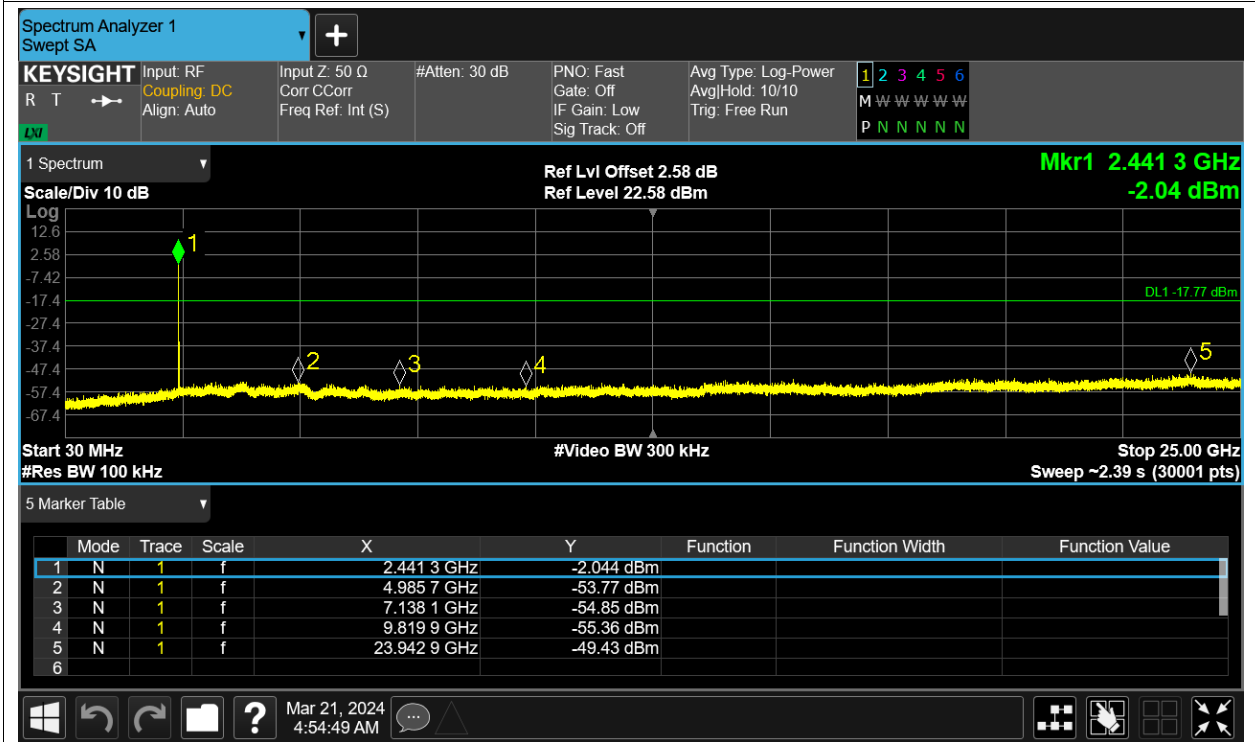 Spectrum Analyzer 1
Swept SA
+
KEYSIGHT
R T
LXI
Input: RF
Coupling: DC
Align: Auto
Input Z: 50 Ω
Corr CCorr
Freq Ref: Int (S)
#Atten: 30 dB
PNO: Fast
Gate: Off
IF Gain: Low
Sig Track: Off
Avg Type: Log-Power
Avg|Hold: 10/10
Trig: Free Run
1 2 3 4 5 6
M W W W W W
P N N N N N
1 Spectrum
Scale/Div 10 dB
Ref Lvl Offset 2.58 dB
Ref Level 22.58 dBm
Mkr1 2.441 3 GHz
-2.04 dBm
Log
12.6
2.58
-7.42
-17.4
-27.4
-37.4
-47.4
-57.4
-67.4
1
2
3
4
5
DL1 -17.77 dBm
Start 30 MHz
#Video BW 300 kHz
Stop 25.00 GHz
#Res BW 100 kHz
Sweep ~2.39 s (30001 pts)
5 Marker Table
Mode Trace Scale X Y Function Function Width Function Value
1 N 1 f 2.441 3 GHz -2.044 dBm
2 N 1 f 4.985 7 GHz -53.77 dBm
3 N 1 f 7.138 1 GHz -54.85 dBm
4 N 1 f 9.819 9 GHz -55.36 dBm
5 N 1 f 23.942 9 GHz -49.43 dBm
6
?
Mar 21, 2024
4:54:49 AM